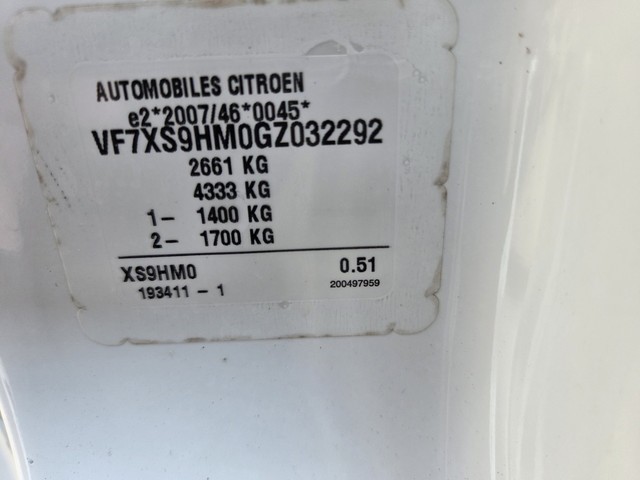 AUTOMOBILES CITROEN
e2*2007/46*0045*
VF7XS9HM0GZ032292
2661 KG
4333 KG
1- 1400 KG
2- 1700 KG
XS9HM0 0.51
193411 - 1 200497959